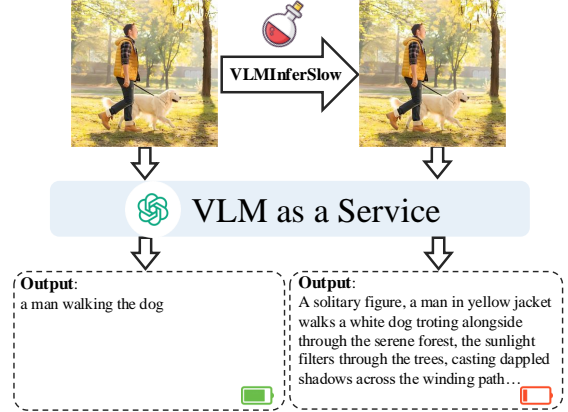 VLMInferSlow
VLM as a Service
Output:
a man walking the dog
Output:
A solitary figure, a man in yellow jacket
walks a white dog troting alongside
through the serene forest, the sunlight
filters through the trees, casting dappled
shadows across the winding path…